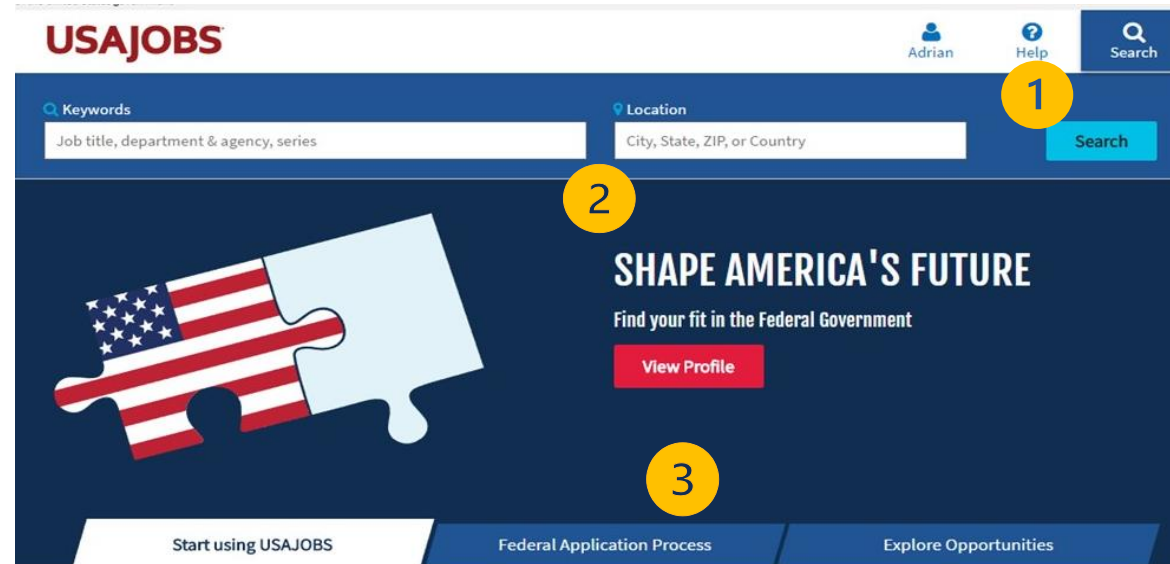 USAJOBS
Adrian
Help
Search
1
Keywords
Location
Job title, department & agency, series
City, State, ZIP, or Country
Search
2
SHAPE AMERICA'S FUTURE
Find your fit in the Federal Government
View Profile
3
Start using USAJOBS
Federal Application Process
Explore Opportunities